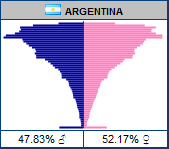 ARGENTINA
47.83% ♂ 52.17% ♀